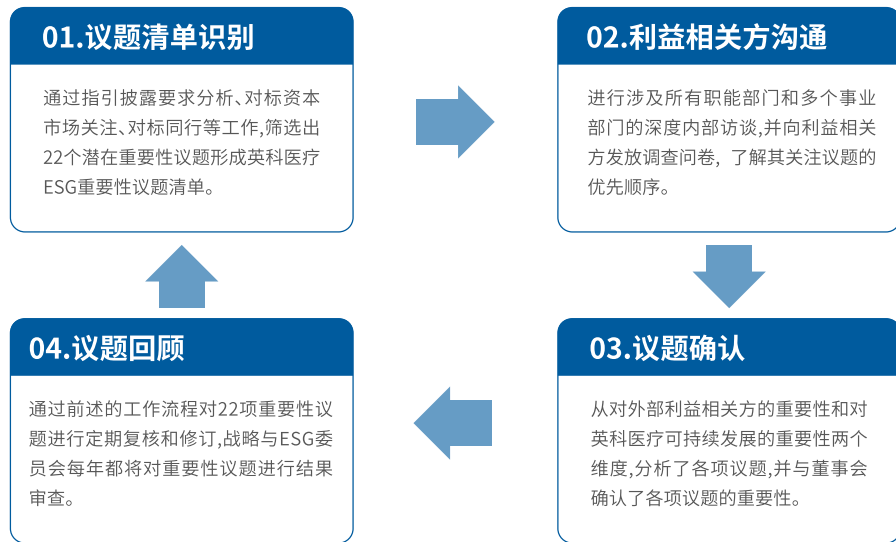 01.议题清单识别
通过指引披露要求分析、对标资本
市场关注、对标同行等工作,筛选出
22个潜在重要性议题形成英科医疗
ESG重要性议题清单。
02.利益相关方沟通
进行涉及所有职能部门和多个事业
部门的深度内部访谈,并向利益相关
方发放调查问卷, 了解其关注议题的
优先顺序。
03.议题确认
从对外部利益相关方的重要性和对
英科医疗可持续发展的重要性两个
维度,分析了各项议题,并与董事会
确认了各项议题的重要性。
04.议题回顾
通过前述的工作流程对22项重要性议
题进行定期复核和修订,战略与ESG委
员会每年都将对重要性议题进行结果
审查。